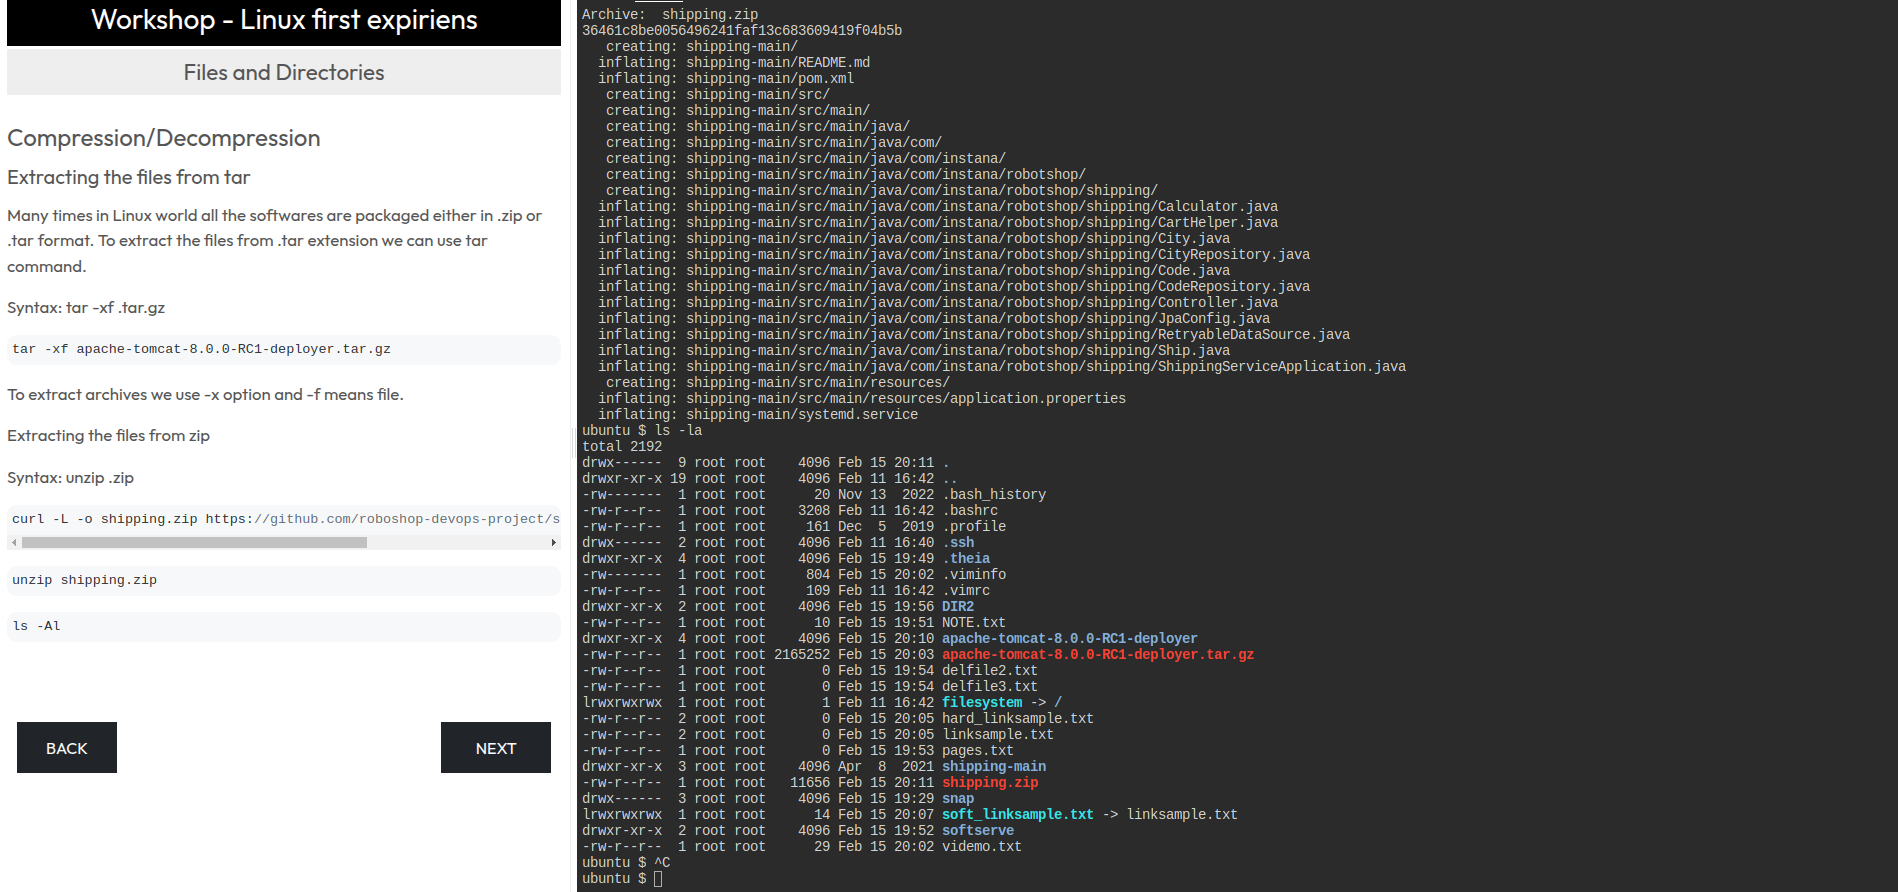 Workshop - Linux first expiriens
Files and Directories
Compression/Decompression
Extracting the files from tar
Many times in Linux world all the softwares are packaged either in .zip or
.tar format. To extract the files from .tar extension we can use tar
command.
Syntax: tar -xf .tar.gz
tar -xf apache-tomcat-8.0.0-RC1-deployer.tar.gz
To extract archives we use -x option and -f means file.
Extracting the files from zip
Syntax: unzip .zip
curl -L -o shipping.zip https://github.com/roboshop-devops-project/s
unzip shipping.zip
ls -Al
BACK
NEXT
Archive:  shipping.zip
36461c8be0056496241faf13c683609419f04b5b
   creating: shipping-main/
  inflating: shipping-main/README.md
  inflating: shipping-main/pom.xml
   creating: shipping-main/src/
   creating: shipping-main/src/main/
   creating: shipping-main/src/main/java/
   creating: shipping-main/src/main/java/com/
   creating: shipping-main/src/main/java/com/instana/
   creating: shipping-main/src/main/java/com/instana/robotshop/
   creating: shipping-main/src/main/java/com/instana/robotshop/shipping/
  inflating: shipping-main/src/main/java/com/instana/robotshop/shipping/Calculator.java
  inflating: shipping-main/src/main/java/com/instana/robotshop/shipping/CartHelper.java
  inflating: shipping-main/src/main/java/com/instana/robotshop/shipping/City.java
  inflating: shipping-main/src/main/java/com/instana/robotshop/shipping/CityRepository.java
  inflating: shipping-main/src/main/java/com/instana/robotshop/shipping/Code.java
  inflating: shipping-main/src/main/java/com/instana/robotshop/shipping/CodeRepository.java
  inflating: shipping-main/src/main/java/com/instana/robotshop/shipping/Controller.java
  inflating: shipping-main/src/main/java/com/instana/robotshop/shipping/JpaConfig.java
  inflating: shipping-main/src/main/java/com/instana/robotshop/shipping/RetryableDataSource.java
  inflating: shipping-main/src/main/java/com/instana/robotshop/shipping/Ship.java
  inflating: shipping-main/src/main/java/com/instana/robotshop/shipping/ShippingServiceApplication.java
   creating: shipping-main/src/main/resources/
  inflating: shipping-main/src/main/resources/application.properties
  inflating: shipping-main/systemd.service
ubuntu $ ls -la
total 2192
drwx------  9 root root    4096 Feb 15 20:11 .
drwxr-xr-x 19 root root    4096 Feb 11 16:42 ..
-rw-------  1 root root      20 Nov 13  2022 .bash_history
-rw-r--r--  1 root root    3208 Feb 11 16:42 .bashrc
-rw-r--r--  1 root root     161 Dec  5  2019 .profile
drwx------  2 root root    4096 Feb 11 16:40 .ssh
drwxr-xr-x  4 root root    4096 Feb 15 19:49 .theia
-rw-------  1 root root     804 Feb 15 20:02 .viminfo
-rw-r--r--  1 root root     109 Feb 11 16:42 .vimrc
drwxr-xr-x  2 root root    4096 Feb 15 19:56 DIR2
-rw-r--r--  1 root root      10 Feb 15 19:51 NOTE.txt
drwxr-xr-x  4 root root    4096 Feb 15 20:10 apache-tomcat-8.0.0-RC1-deployer
-rw-r--r--  1 root root 2165252 Feb 15 20:03 apache-tomcat-8.0.0-RC1-deployer.tar.gz
-rw-r--r--  1 root root       0 Feb 15 19:54 delfile2.txt
-rw-r--r--  1 root root       0 Feb 15 19:54 delfile3.txt
lrwxrwxrwx  1 root root       1 Feb 11 16:42 filesystem -> /
-rw-r--r--  2 root root       0 Feb 15 20:05 hard_linksample.txt
-rw-r--r--  2 root root       0 Feb 15 20:05 linksample.txt
-rw-r--r--  1 root root       0 Feb 15 19:53 pages.txt
drwxr-xr-x  3 root root    4096 Apr  8  2021 shipping-main
-rw-r--r--  1 root root   11656 Feb 15 20:11 shipping.zip
drwx------  3 root root    4096 Feb 15 19:29 snap
lrwxrwxrwx  1 root root      14 Feb 15 20:07 soft_linksample.txt -> linksample.txt
drwxr-xr-x  2 root root    4096 Feb 15 19:52 softserve
-rw-r--r--  1 root root      29 Feb 15 20:02 videmo.txt
ubuntu $ ^C
ubuntu $